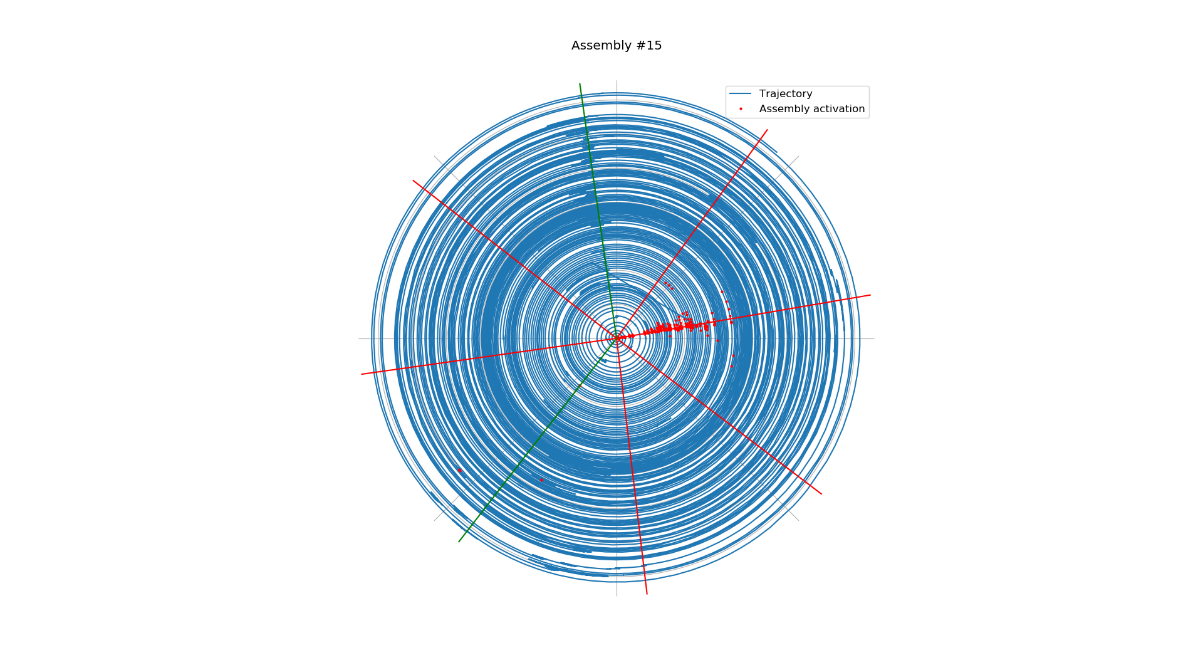 Assembly #15
Trajectory
Assembly activation